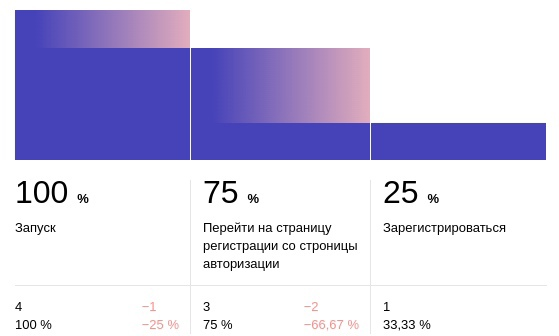 100 %
75 %
25 %
Запуск
Перейти на страницу
регистрации со строницы
авторизации
Зарегистрироваться
4
−1
3
−2
1
100 %
−25 %
75 %
−66,67 %
33,33 %